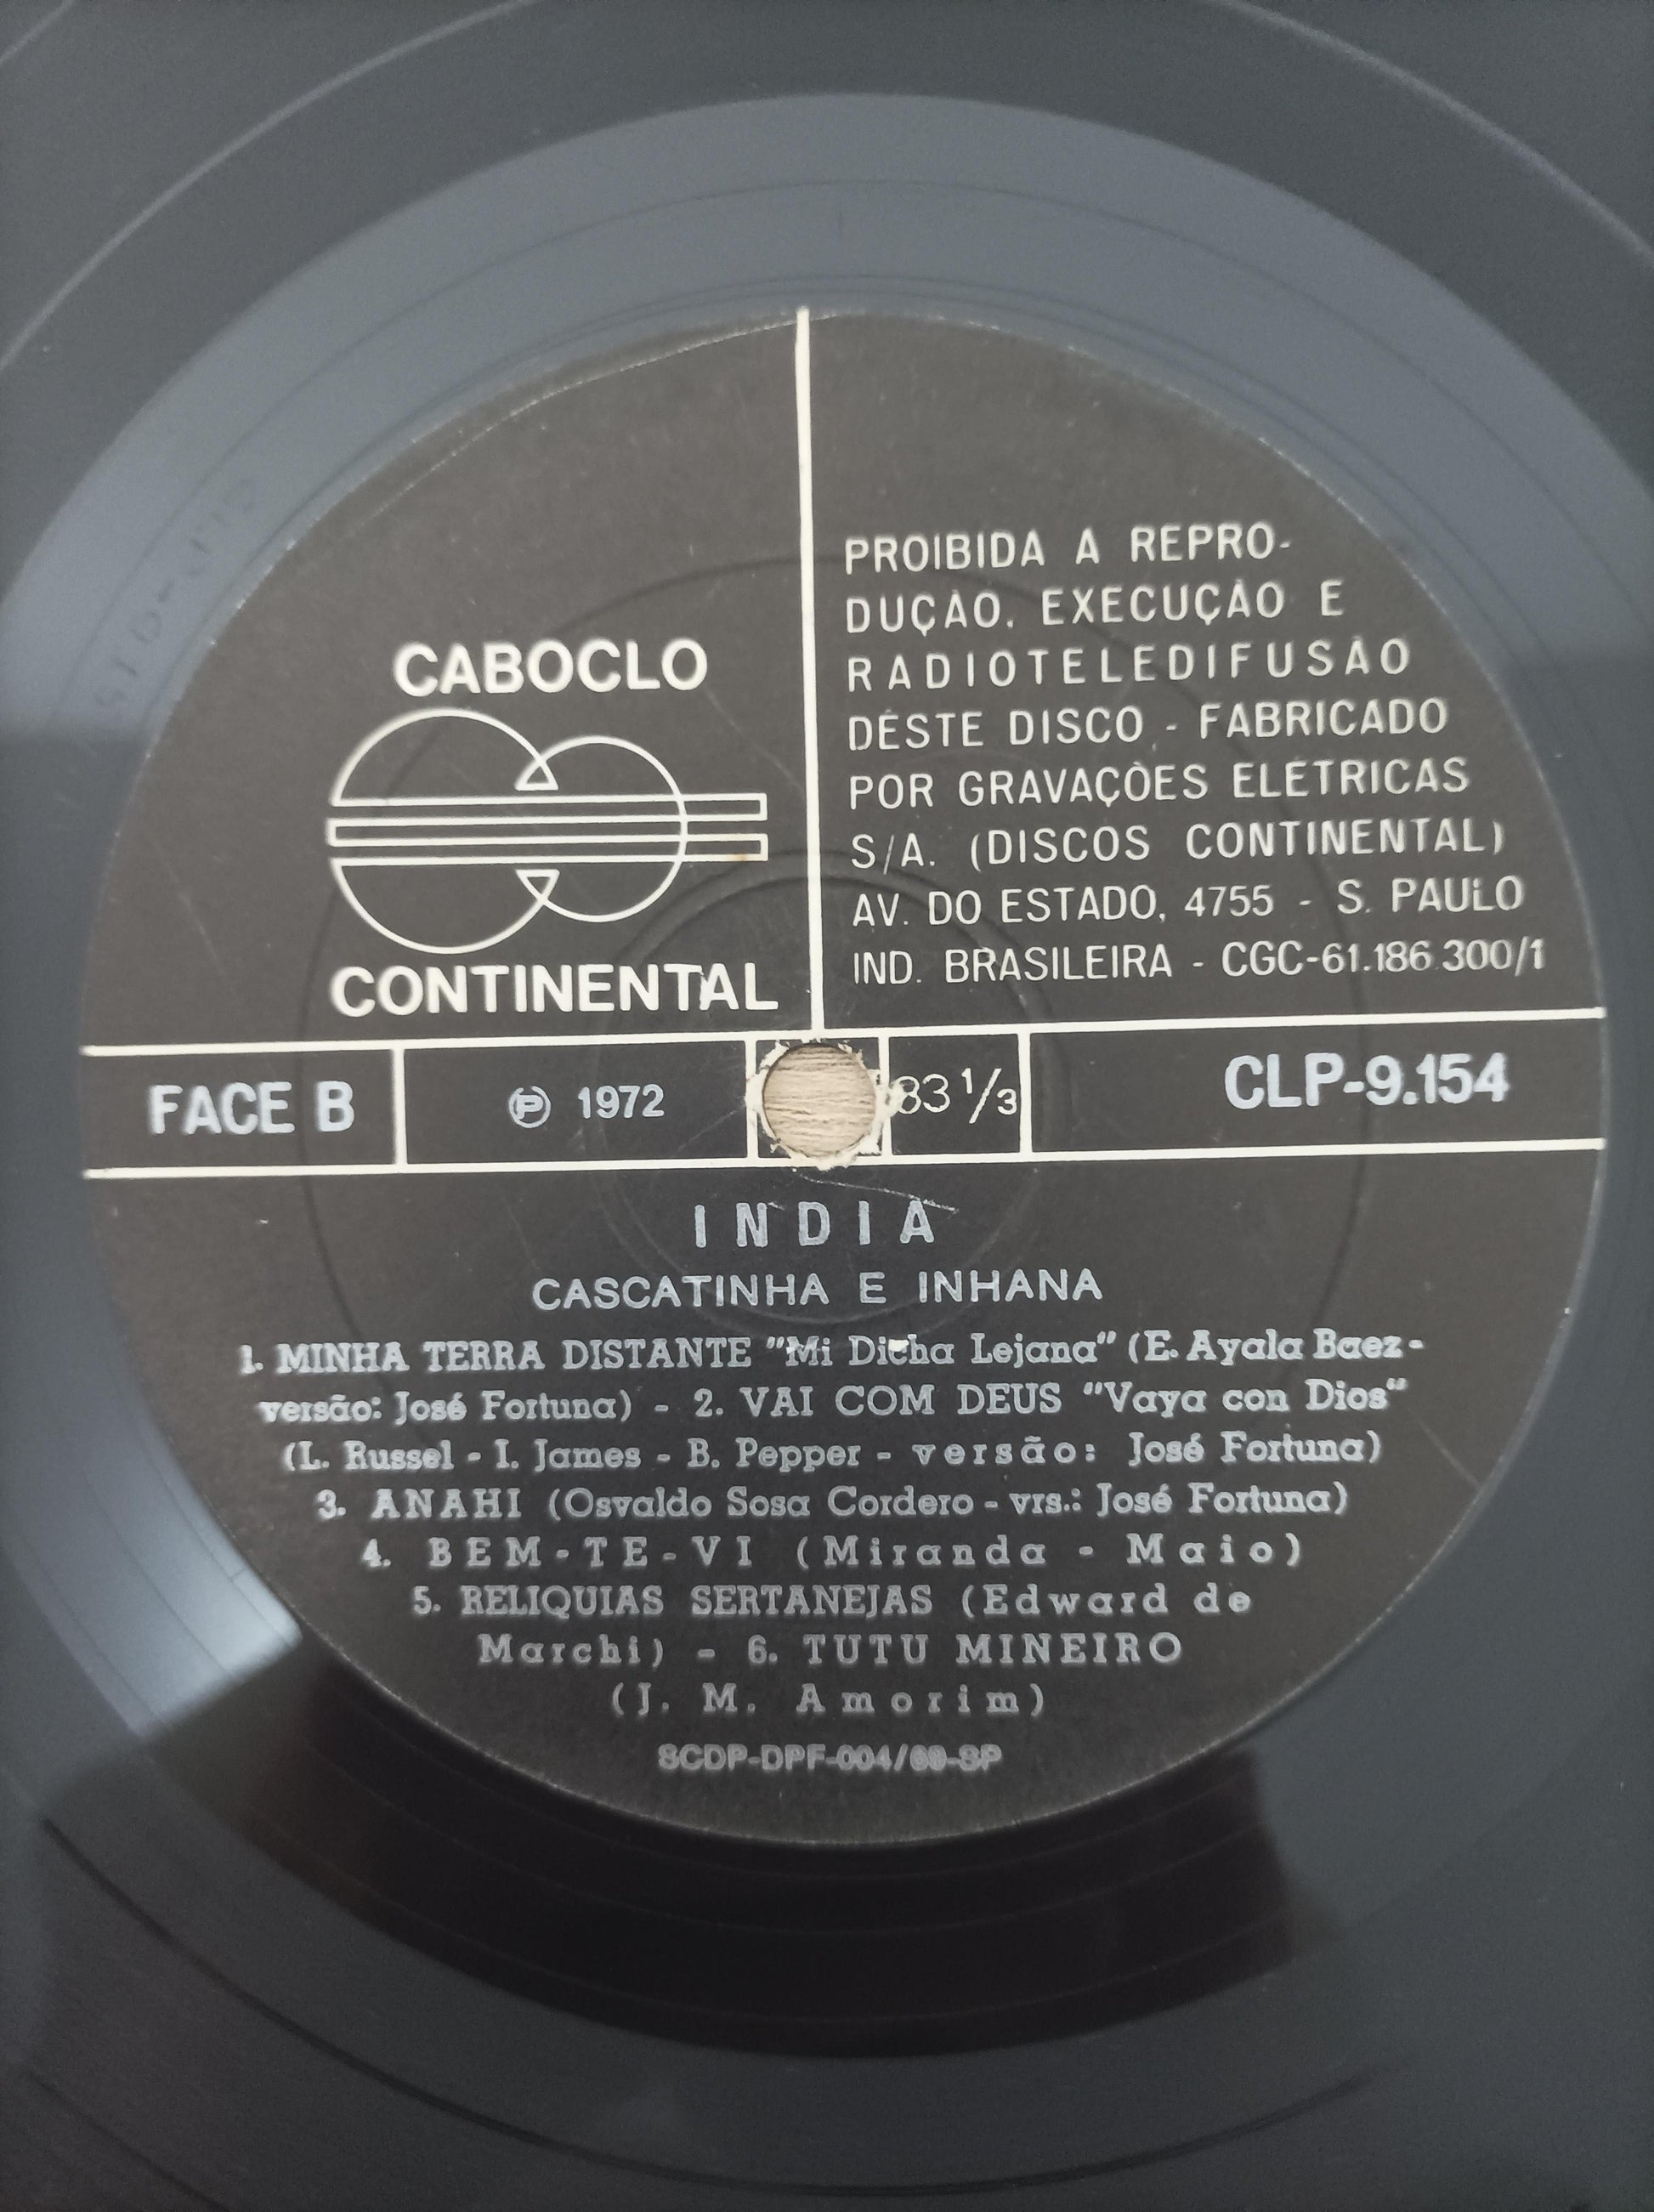 CABOCLO
CONTINENTAL
PROIBIDA A REPRO-
DUÇÃO, EXECUÇÃO E
RADIOTELEDIFUSÃO
DÊSTE DISCO - FABRICADO
POR GRAVAÇÕES ELÉTRICAS
S/A. (DISCOS CONTINENTAL)
AV. DO ESTADO, 4755 - S. PAULO
IND. BRASILEIRA - CGC-61.186.300/1
FACE B
Ⓟ 1972
33 1/3
CLP-9.154
INDIA
CASCATINHA E INHANA
1. MINHA TERRA DISTANTE "Mi Dicha Lejana" (E. Ayala Baez -
versão: José Fortuna) - 2. VAI COM DEUS "Vaya con Dios"
(L. Russel - I. James - B. Pepper - versão: José Fortuna)
3. ANAHI (Osvaldo Sosa Cordero - vrs.: José Fortuna)
4. BEM-TE-VI (Miranda - Maio)
5. RELIQUIAS SERTANEJAS (Edward de
Marchi) - 6. TUTU MINEIRO
(J. M. Amorim)